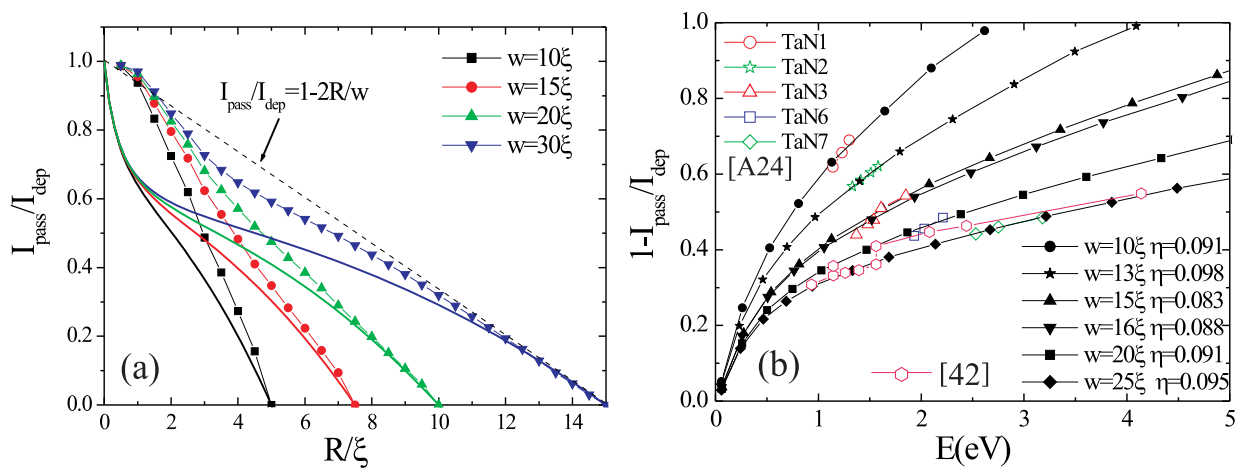 (a)
w=10ξ
w=15ξ
w=20ξ
w=30ξ
I_pass/I_dep=1-2R/w
I_pass/I_dep
1.0
0.8
0.6
0.4
0.2
0.0
0 2 4 6 8 10 12 14
R/ξ
(b)
TaN1
TaN2
TaN3
TaN6
TaN7
[A24]
[42]
w=10ξ η=0.091
w=13ξ η=0.098
w=15ξ η=0.083
w=16ξ η=0.088
w=20ξ η=0.091
w=25ξ η=0.095
1-I_pass/I_dep
1.0
0.8
0.6
0.4
0.2
0.0
0 1 2 3 4 5
E(eV)